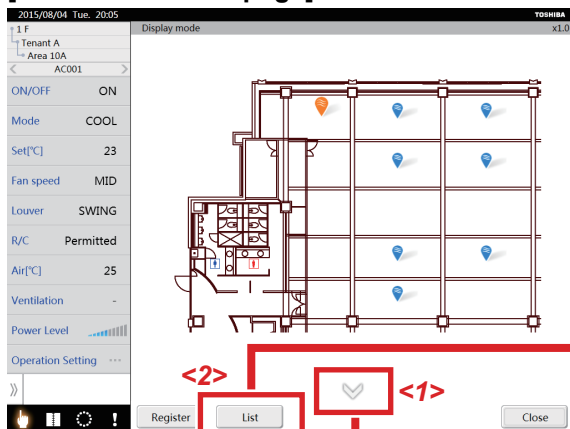 2015/08/04 Tue. 20:05
TOSHIBA
1 F
Tenant A
Area 10A
AC001
ON/OFF ON
Mode COOL
Set[°C] 23
Fan speed MID
Louver SWING
R/C Permitted
Air[°C] 25
Ventilation -
Power Level
Operation Setting ···
Display mode x1.0
<2>
<1>
Register List Close